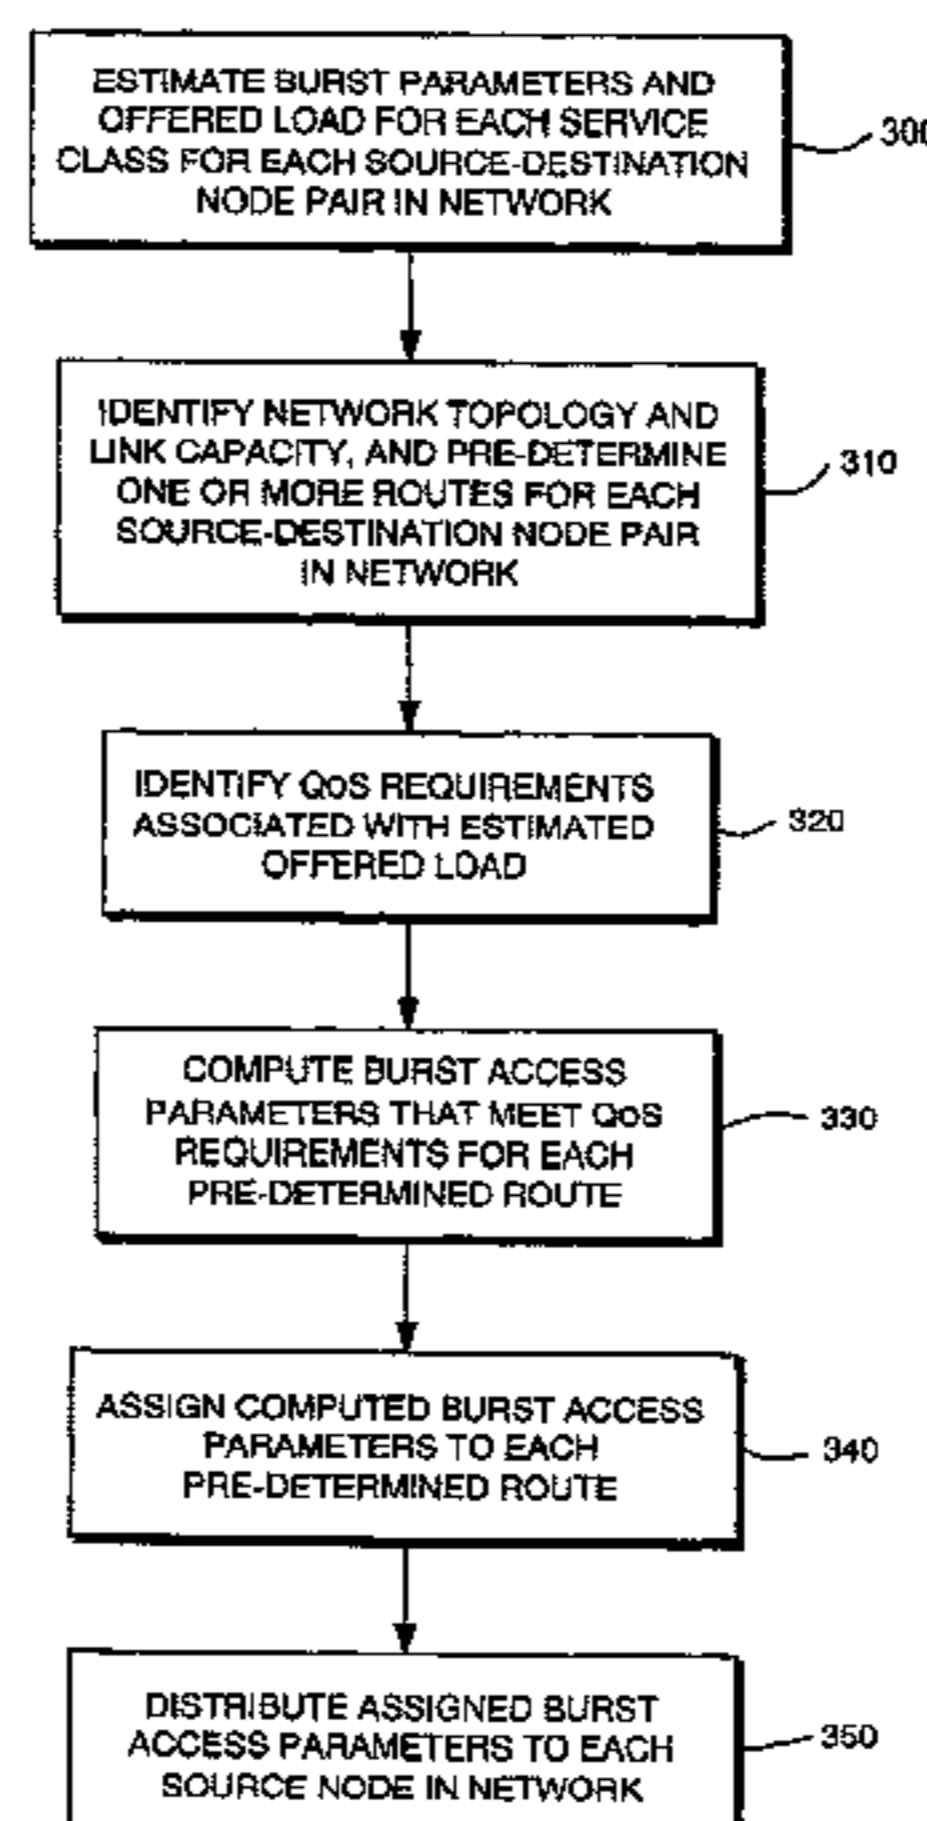 ESTIMATE BURST PARAMETERS AND
OFFERED LOAD FOR EACH SERVICE
CLASS FOR EACH SOURCE-DESTINATION
NODE PAIR IN NETWORK
300
IDENTIFY NETWORK TOPOLOGY AND
LINK CAPACITY, AND PRE-DETERMINE
ONE OR MORE ROUTES FOR EACH
SOURCE-DESTINATION NODE PAIR
IN NETWORK
310
IDENTIFY QoS REQUIREMENTS
ASSOCIATED WITH ESTIMATED
OFFERED LOAD
320
COMPUTE BURST ACCESS
PARAMETERS THAT MEET QoS
REQUIREMENTS FOR EACH
PRE-DETERMINED ROUTE
330
ASSIGN COMPUTED BURST ACCESS
PARAMETERS TO EACH
PRE-DETERMINED ROUTE
340
DISTRIBUTE ASSIGNED BURST
ACCESS PARAMETERS TO EACH
SOURCE NODE IN NETWORK
350